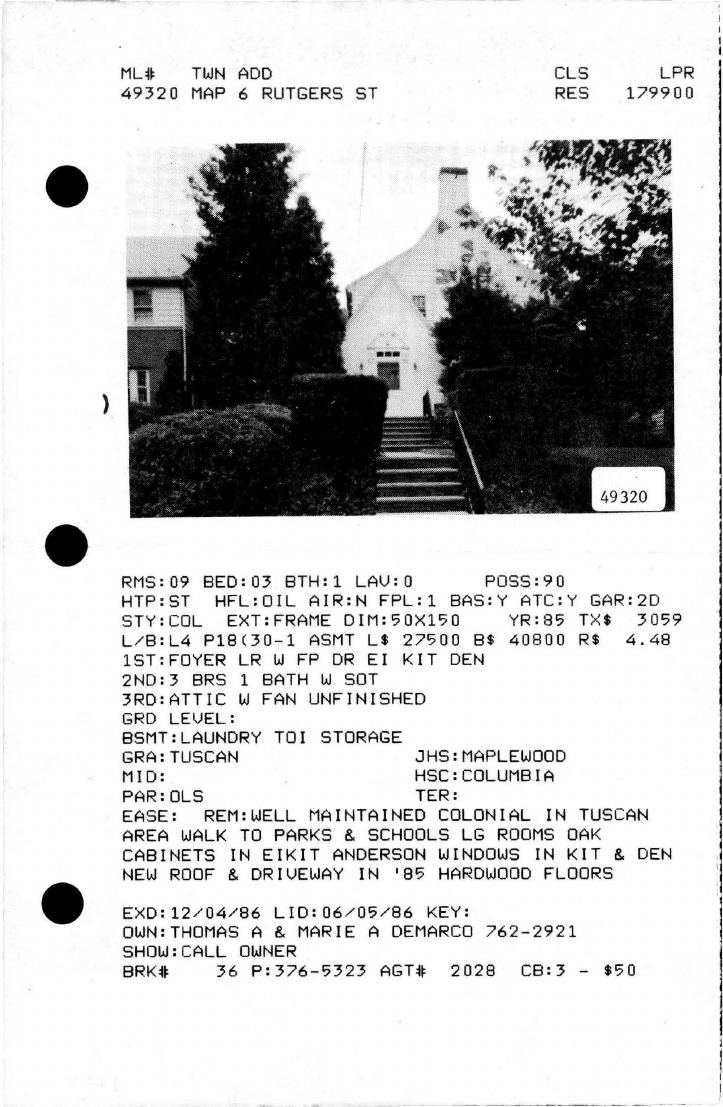 ML# TWN ADD CLS LPR
49320 MAP 6 RUTGERS ST RES 179900
49320
RMS:09 BED:03 BTH:1 LAV:0 POSS:90
HTP:ST HFL:OIL AIR:N FPL:1 BAS:Y ATC:Y GAR:2D
STY:COL EXT:FRAME DIM:50X150 YR:85 TX$ 3059
L/B:L4 P18(30-1 ASMT L$ 27500 B$ 40800 R$ 4.48
1ST:FOYER LR W FP DR EI KIT DEN
2ND:3 BRS 1 BATH W SOT
3RD:ATTIC W FAN UNFINISHED
GRD LEVEL:
BSMT:LAUNDRY TOI STORAGE
GRA:TUSCAN JHS:MAPLEWOOD
MID: HSC:COLUMBIA
PAR:OLS TER:
EASE: REM:WELL MAINTAINED COLONIAL IN TUSCAN
AREA WALK TO PARKS & SCHOOLS LG ROOMS OAK
CABINETS IN EIKIT ANDERSON WINDOWS IN KIT & DEN
NEW ROOF & DRIVEWAY IN '85 HARDWOOD FLOORS
EXD:12/04/86 LID:06/05/86 KEY:
OWN:THOMAS A & MARIE A DEMARCO 762-2921
SHOW:CALL OWNER
BRK# 36 P:376-5323 AGT# 2028 CB:3 - $50